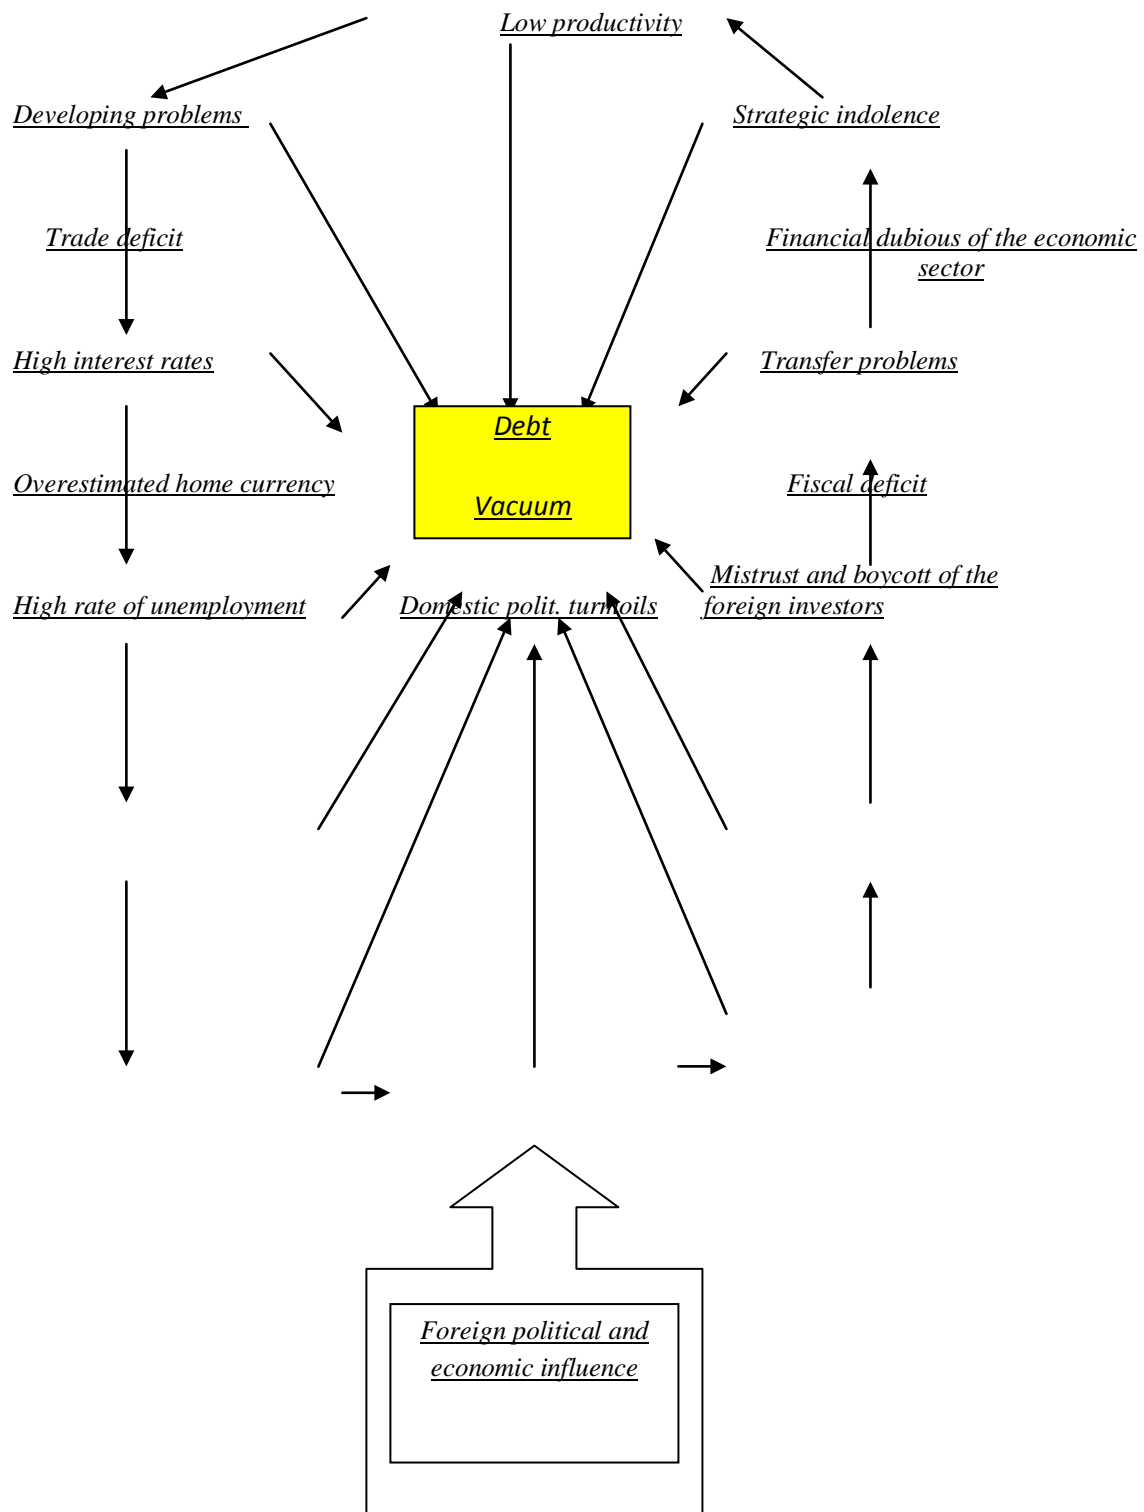 Low productivity
Developing problems
Strategic indolence
Trade deficit
Financial dubious of the economic
sector
High interest rates
Transfer problems
Debt
Vacuum
Overestimated home currency
Fiscal deficit
High rate of unemployment
Domestic polit. turmoils
Mistrust and boycott of the
foreign investors
Foreign political and
economic influence